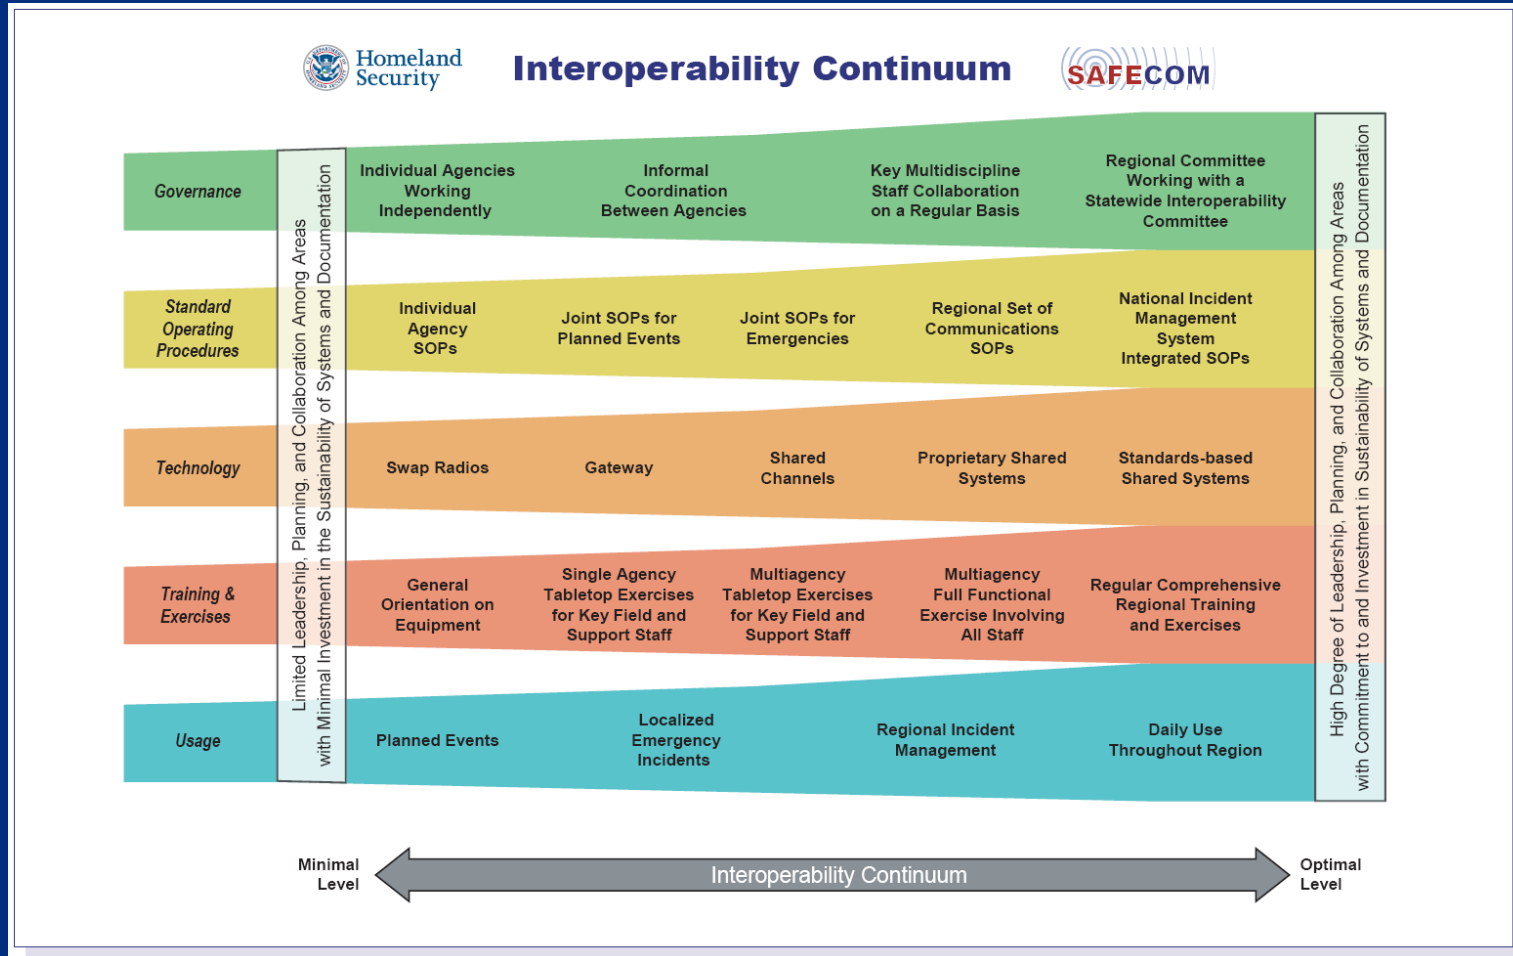 Homeland
Security
Interoperability Continuum
SAFECOM
Governance
Individual Agencies
Working
Independently
Informal
Coordination
Between Agencies
Key Multidiscipline
Staff Collaboration
on a Regular Basis
Regional Committee
Working with a
Statewide Interoperability
Committee
Standard
Operating
Procedures
Individual
Agency
SOPs
Joint SOPs for
Planned Events
Joint SOPs for
Emergencies
Regional Set of
Communications
SOPs
National Incident
Management
System
Integrated SOPs
Technology
Swap Radios
Gateway
Shared
Channels
Proprietary Shared
Systems
Standards-based
Shared Systems
Training &
Exercises
General
Orientation on
Equipment
Single Agency
Tabletop Exercises
for Key Field and
Support Staff
Multiagency
Tabletop Exercises
for Key Field and
Support Staff
Multiagency
Full Functional
Exercise Involving
All Staff
Regular Comprehensive
Regional Training
and Exercises
Usage
Planned Events
Localized
Emergency
Incidents
Regional Incident
Management
Daily Use
Throughout Region
Limited Leadership, Planning, and Collaboration Among Areas
with Minimal Investment in the Sustainability of Systems and Documentation
High Degree of Leadership, Planning, and Collaboration Among Areas
with Commitment to and Investment in Sustainability of Systems and Documentation
Minimal
Level
Interoperability Continuum
Optimal
Level